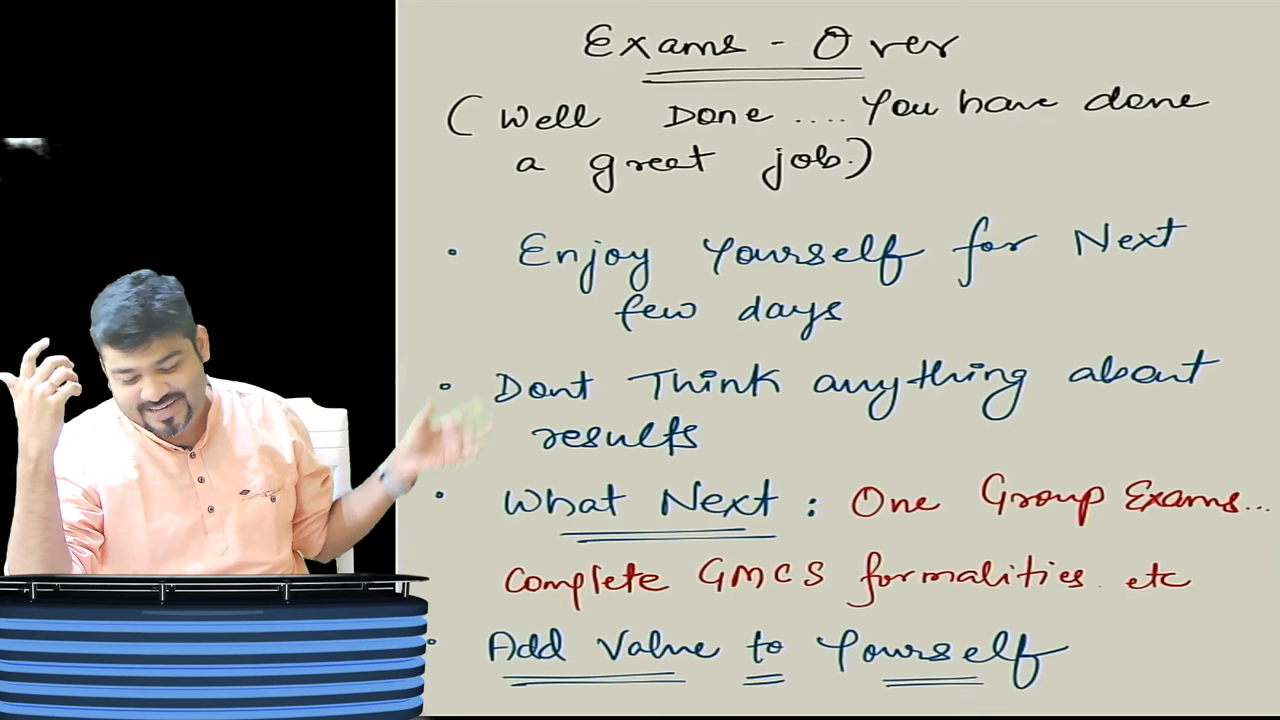 Exams - Over
(Well Done .... You have done
a great job.)
• Enjoy Yourself for Next
few days
• Dont Think anything about
results
• What Next : One Group Exams...
Complete GMCS formalities. etc
• Add Value to Yourself